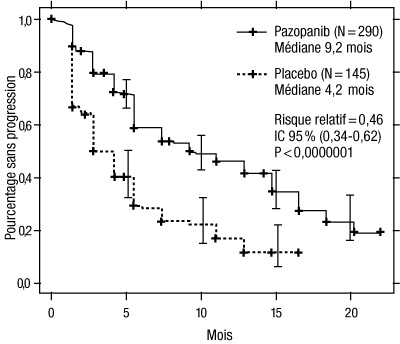 Pourcentage sans progression
1,0
0,8
0,6
0,4
0,2
0,0
Pazopanib (N = 290)
Médiane 9,2 mois
Placebo (N = 145)
Médiane 4,2 mois
Risque relatif = 0,46
IC 95 % (0,34-0,62)
P < 0,0000001
0 5 10 15 20
Mois